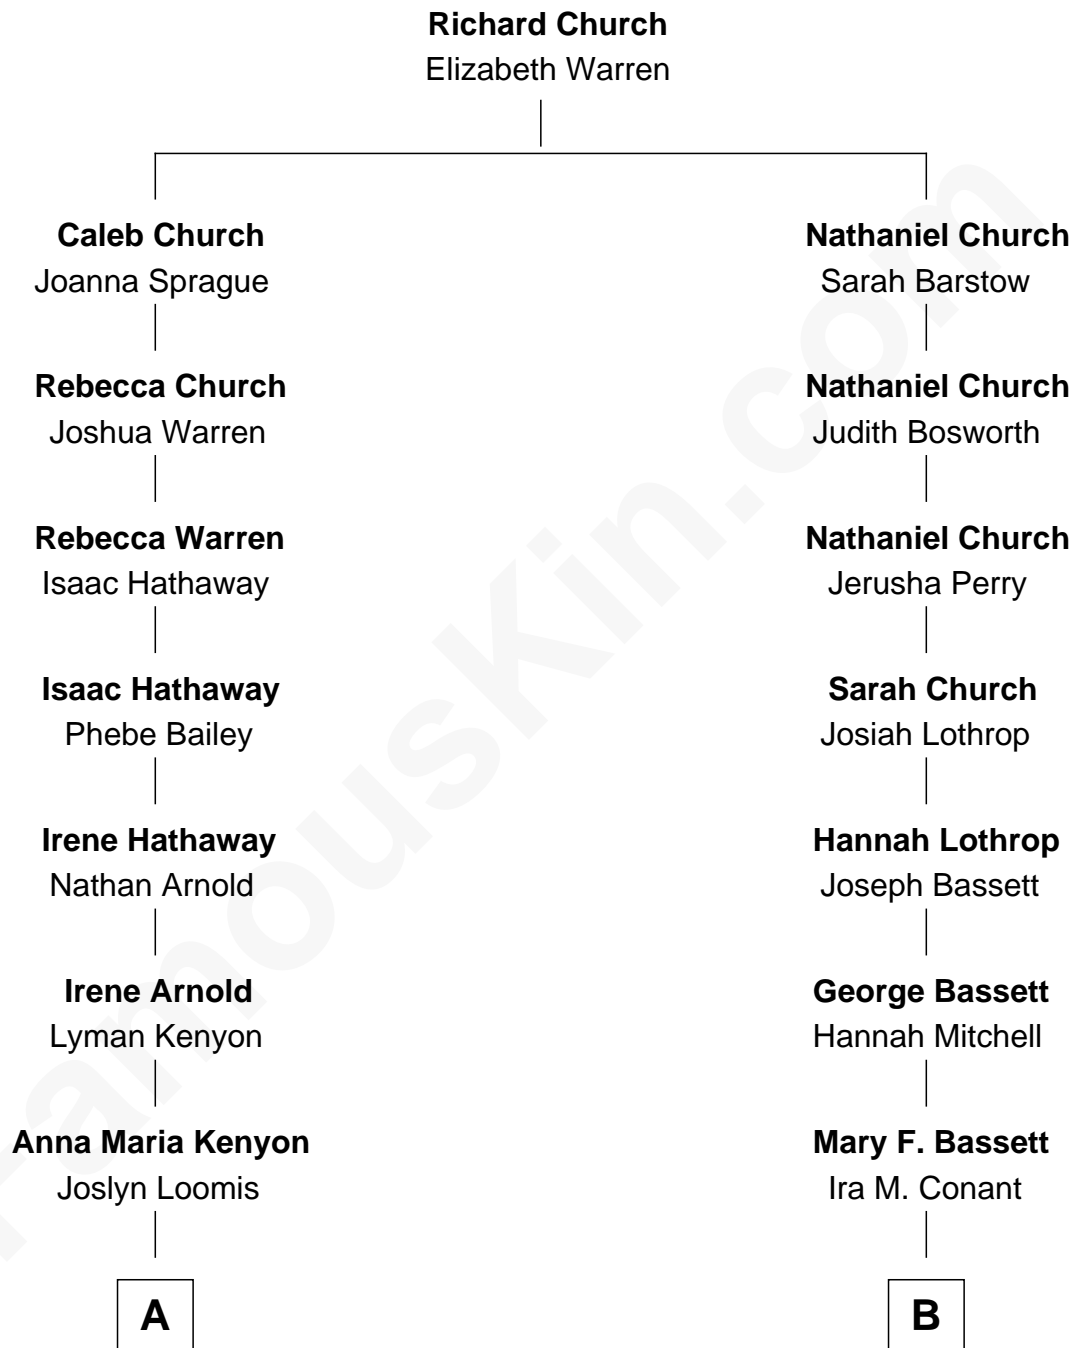 Richard Church
Elizabeth Warren
Caleb Church
Joanna Sprague
Nathaniel Church
Sarah Barstow
Rebecca Church
Joshua Warren
Nathaniel Church
Judith Bosworth
Rebecca Warren
Isaac Hathaway
Nathaniel Church
Jerusha Perry
Isaac Hathaway
Phebe Bailey
Sarah Church
Josiah Lothrop
Irene Hathaway
Nathan Arnold
Hannah Lothrop
Joseph Bassett
Irene Arnold
Lyman Kenyon
George Bassett
Hannah Mitchell
Anna Maria Kenyon
Joslyn Loomis
Mary F. Bassett
Ira M. Conant
A
B
FamousKin.com